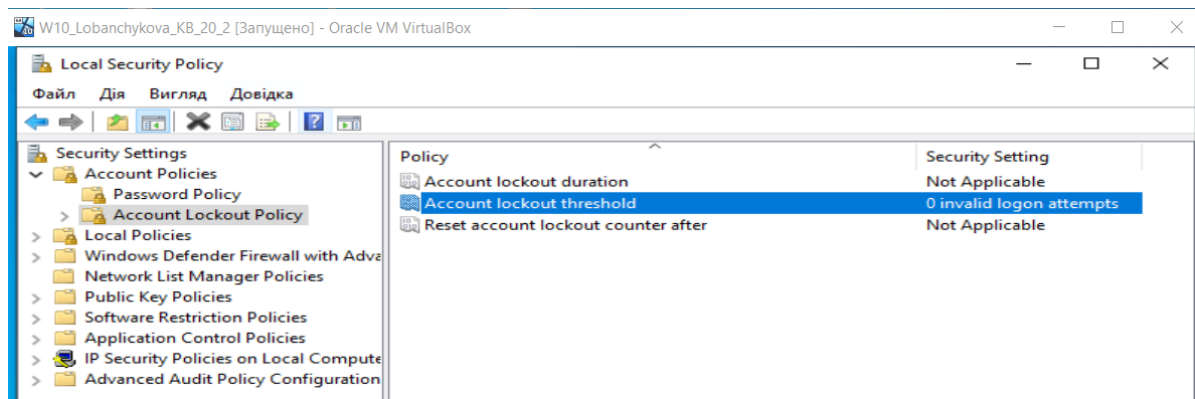 W10_Lobanchykova_KB_20_2 [Запущено] - Oracle VM VirtualBox
Local Security Policy
Файл Дія Вигляд Довідка
Security Settings
Account Policies
Password Policy
Account Lockout Policy
Local Policies
Windows Defender Firewall with Adva
Network List Manager Policies
Public Key Policies
Software Restriction Policies
Application Control Policies
IP Security Policies on Local Compute
Advanced Audit Policy Configuration
Policy Security Setting
Account lockout duration Not Applicable
Account lockout threshold 0 invalid logon attempts
Reset account lockout counter after Not Applicable